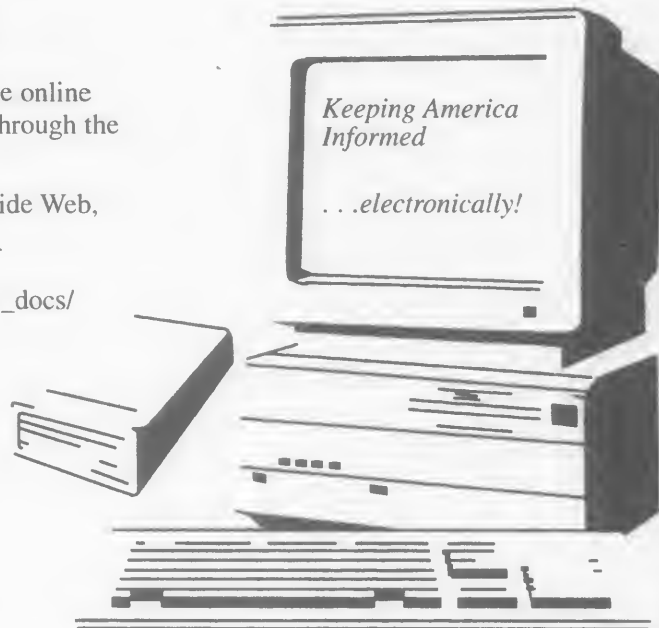 e online
hrough the
ide Web,
_docs/
Keeping America
Informed
. . .electronically!